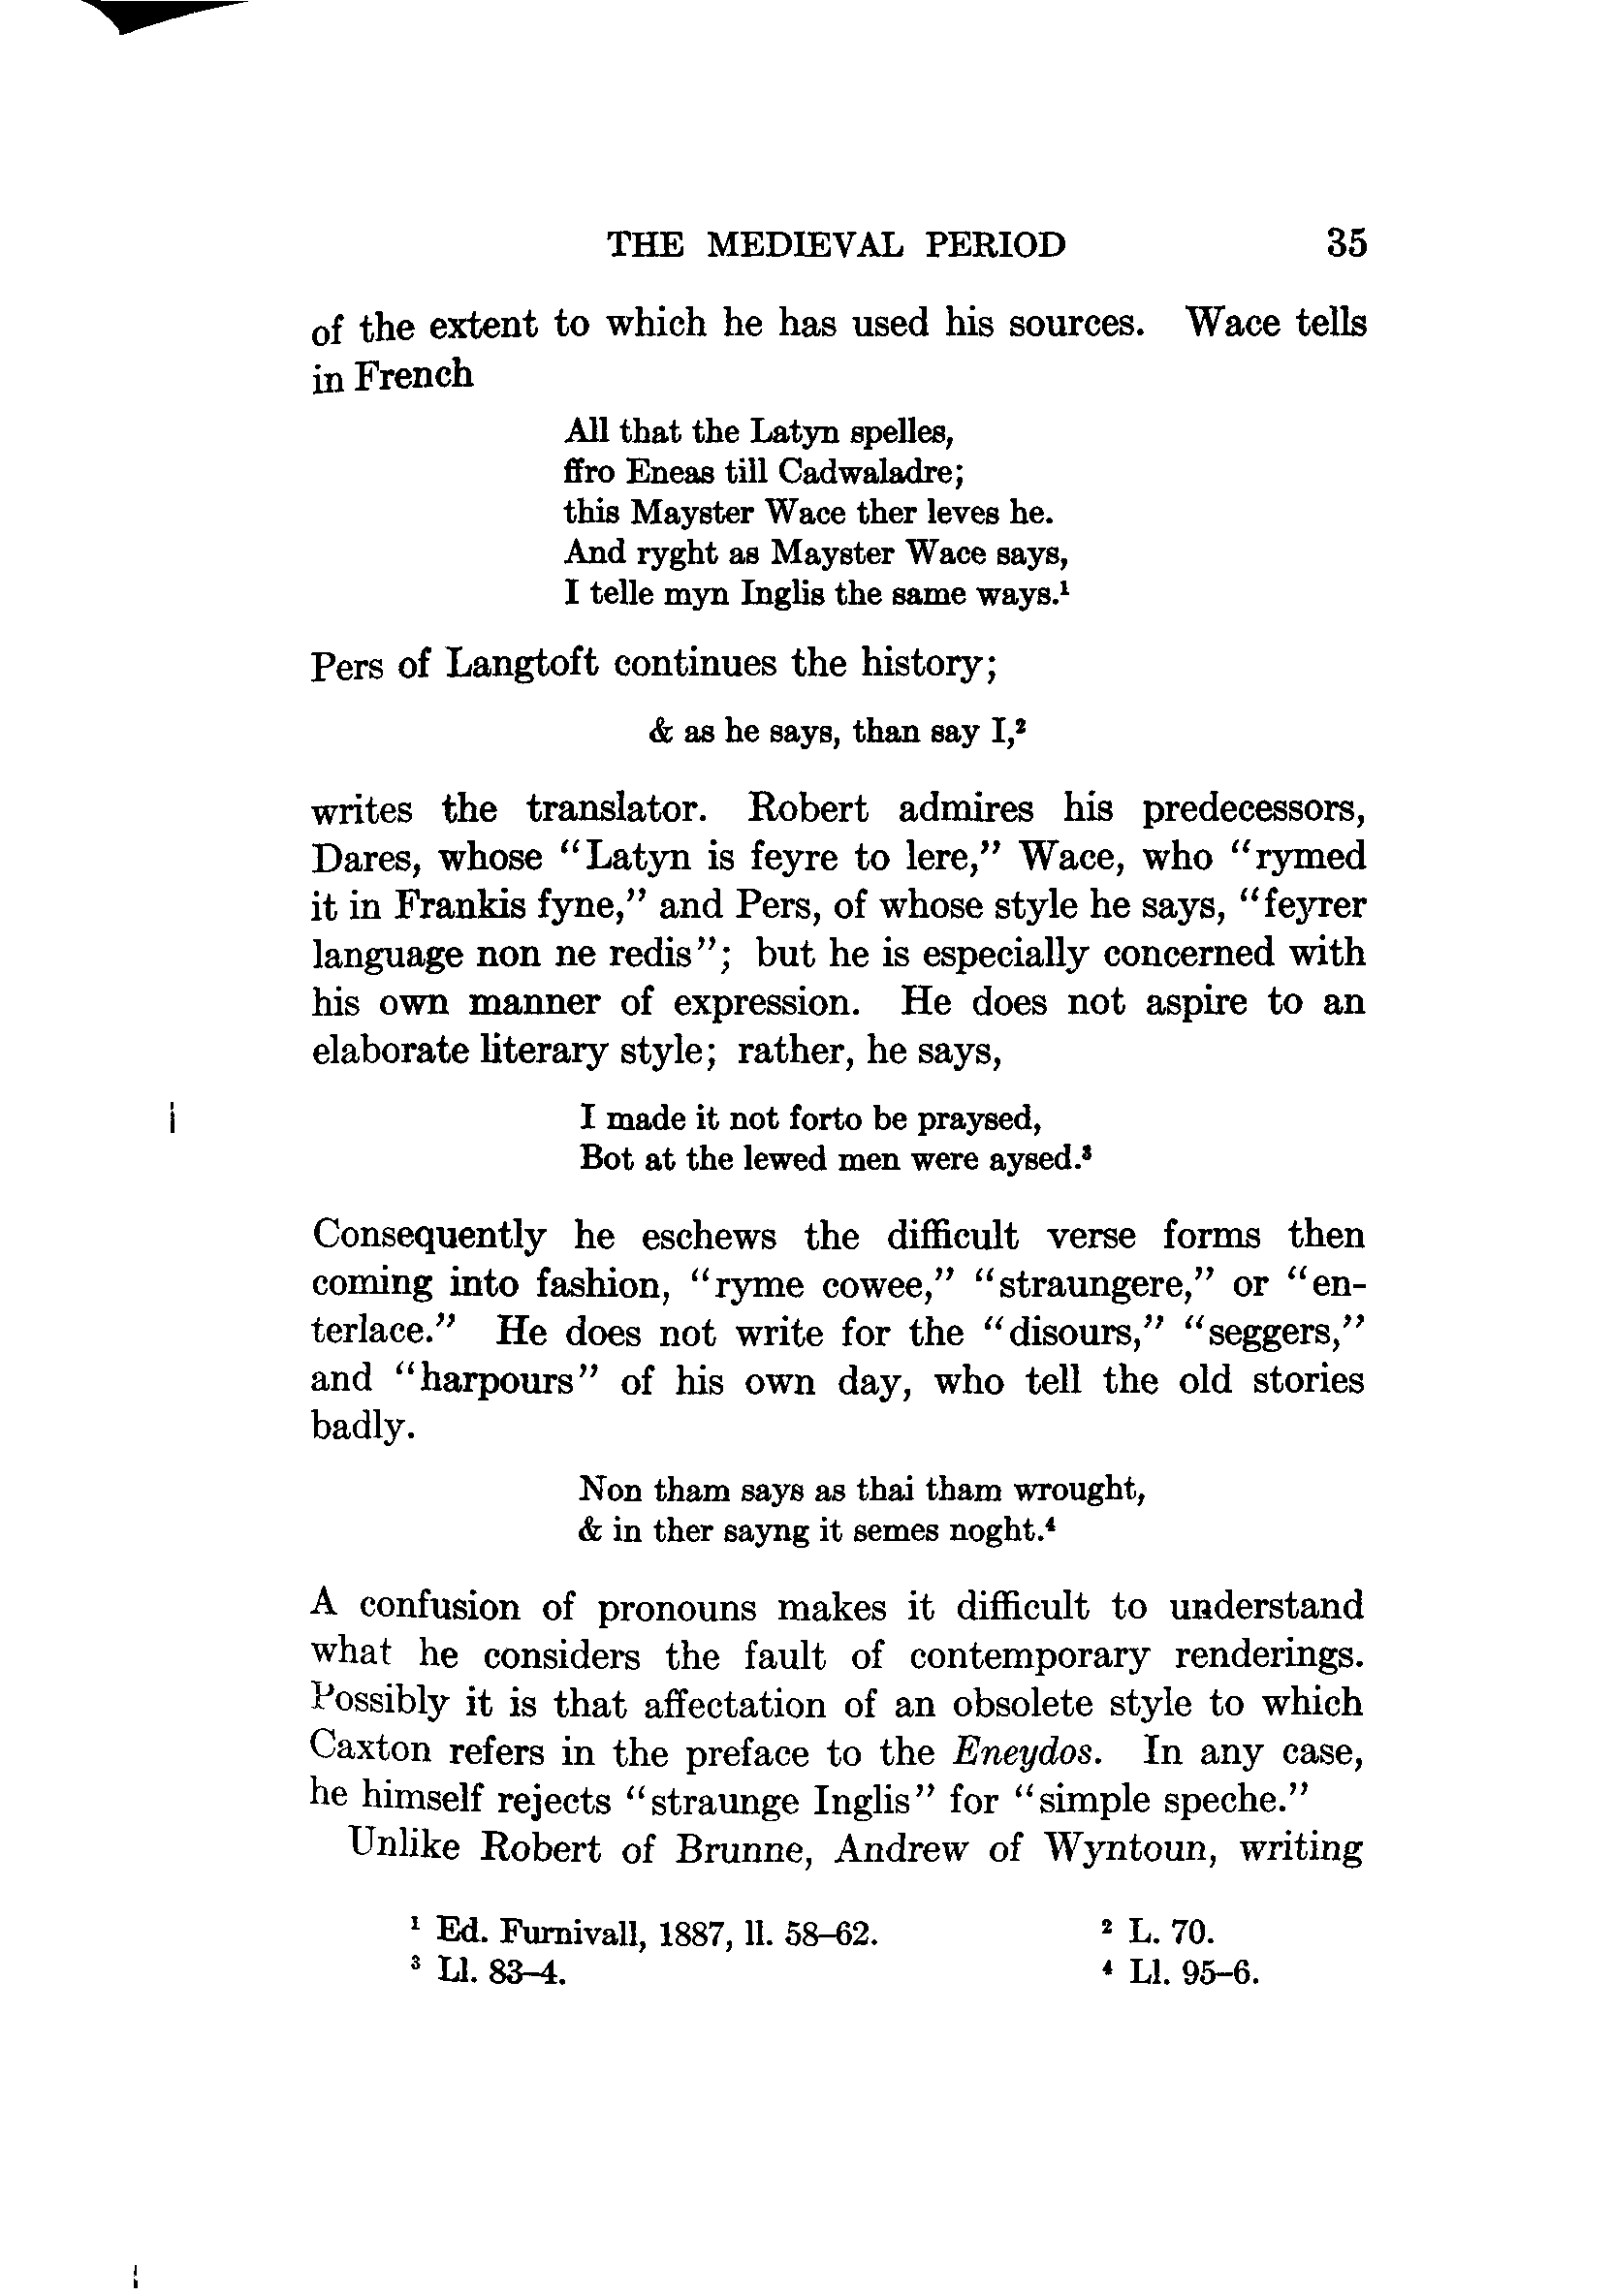 THE MEDIEVAL PERIOD 35
of the extent to which he has used his sources. Wace tells
in French
All that the Latyn spelles,
ffro Eneas till Cadwaladre;
this Mayster Wace ther leves he.
And ryght as Mayster Wace says,
I telle myn Inglis the same ways.¹
Pers of Langtoft continues the history;
& as he says, than say I,²
writes the translator. Robert admires his predecessors,
Dares, whose “Latyn is feyre to lere,” Wace, who “rymed
it in Frankis fyne,” and Pers, of whose style he says, “feyrer
language non ne redis”; but he is especially concerned with
his own manner of expression. He does not aspire to an
elaborate literary style; rather, he says,
I made it not forto be praysed,
Bot at the lewed men were aysed.³
Consequently he eschews the difficult verse forms then
coming into fashion, “ryme cowee,” “straungere,” or “en-
terlace.” He does not write for the “disours,” “seggers,”
and “harpours” of his own day, who tell the old stories
badly.
Non tham says as thai tham wrought,
& in ther sayng it semes noght.⁴
A confusion of pronouns makes it difficult to understand
what he considers the fault of contemporary renderings.
Possibly it is that affectation of an obsolete style to which
Caxton refers in the preface to the Eneydos. In any case,
he himself rejects “straunge Inglis” for “simple speche.”
Unlike Robert of Brunne, Andrew of Wyntoun, writing
¹ Ed. Furnivall, 1887, ll. 58–62. ² L. 70.
³ Ll. 83–4. ⁴ Ll. 95–6.